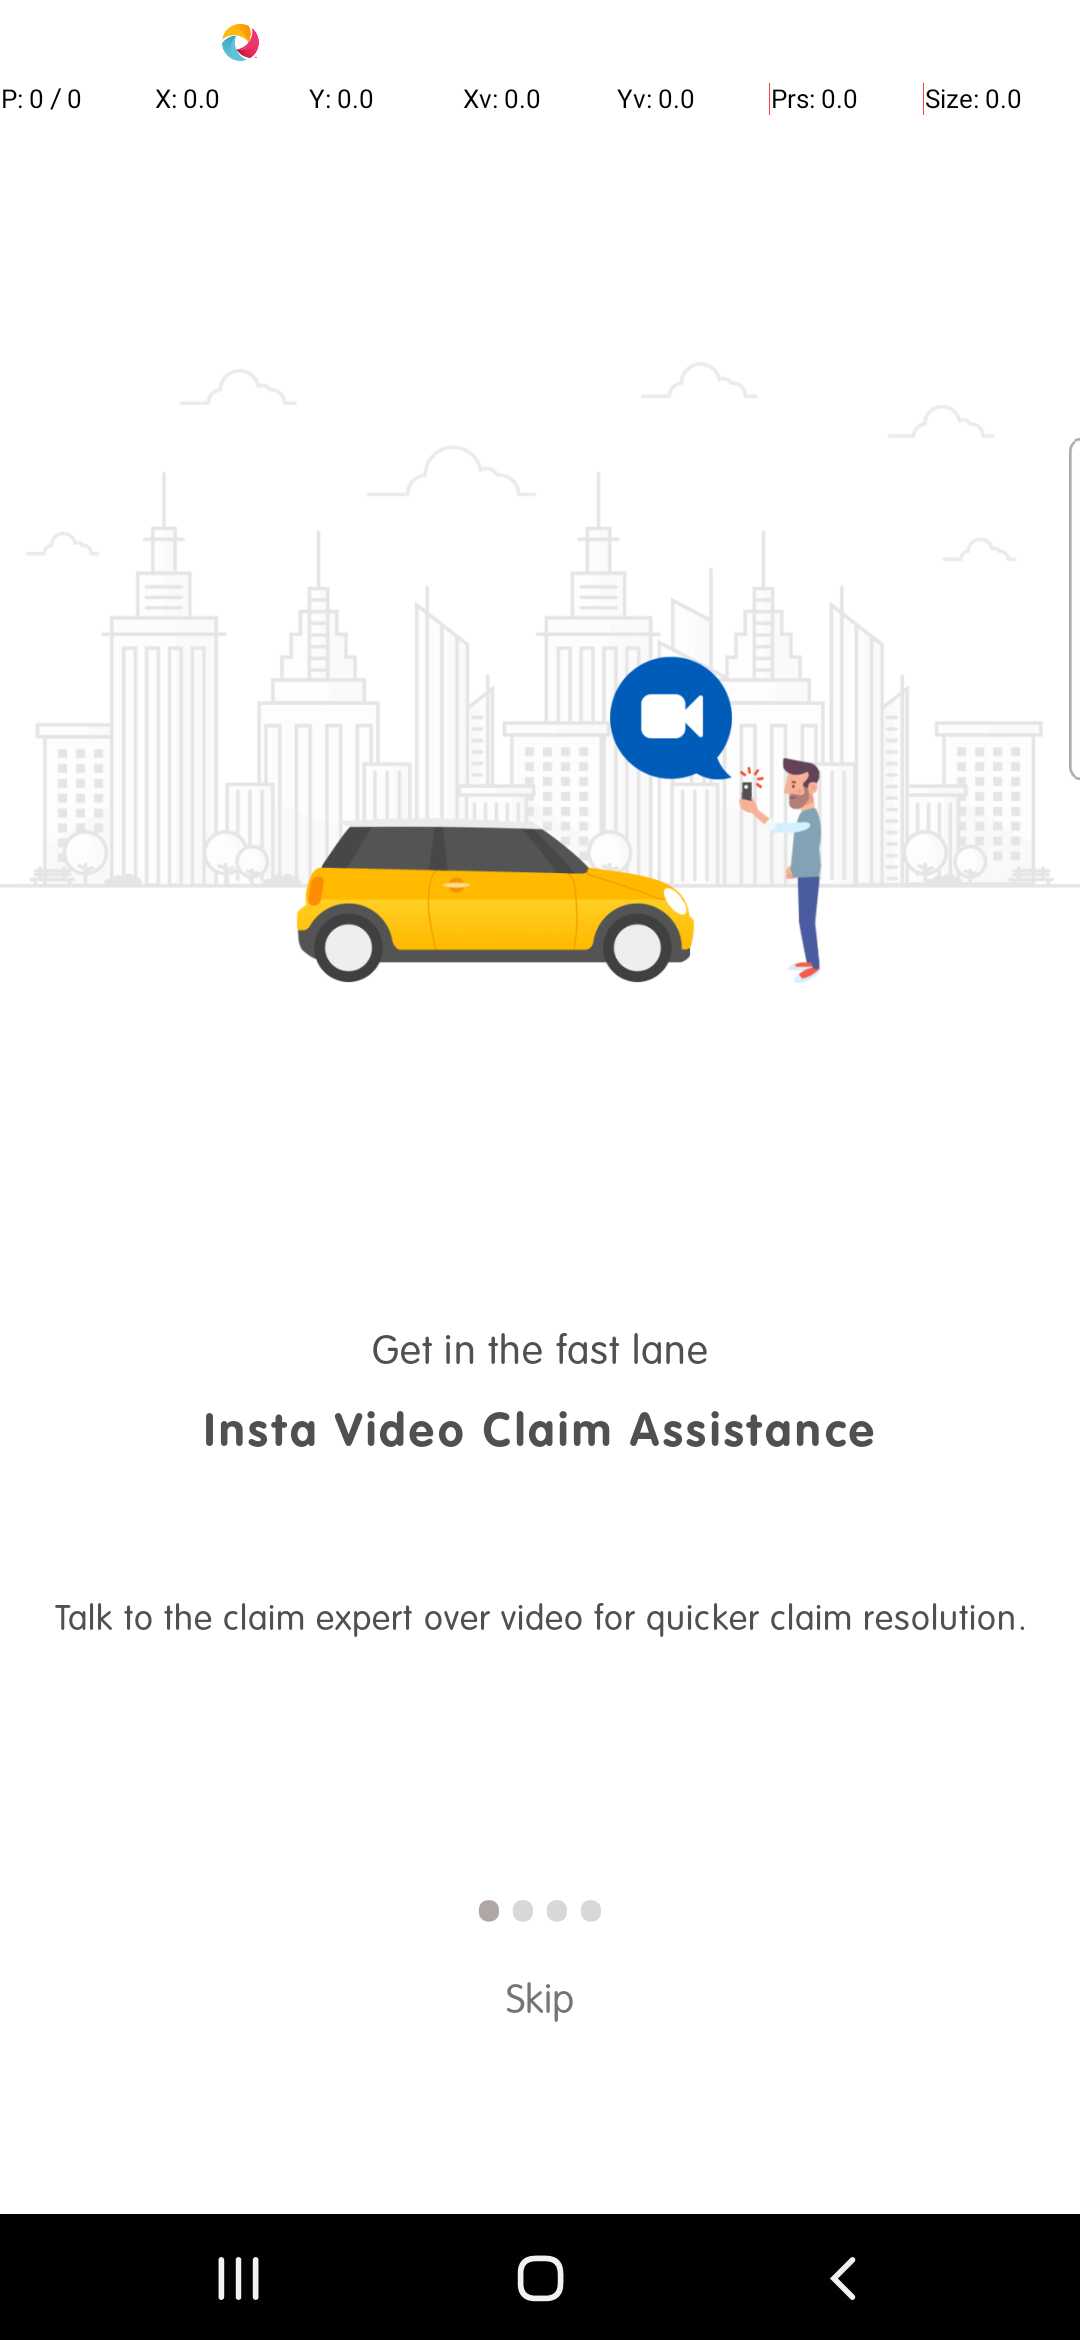 P: 0 / 0 X: 0.0 Y: 0.0 Xv: 0.0 Yv: 0.0 Prs: 0.0 Size: 0.0
Get in the fast lane
Insta Video Claim Assistance
Talk to the claim expert over video for quicker claim resolution.
Skip